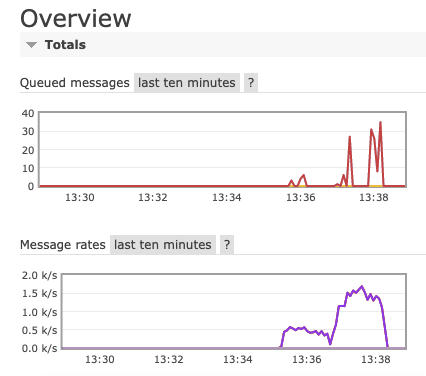 Overview
Totals
Queued messages last ten minutes ?
40
30
20
10
0
13:30 13:32 13:34 13:36 13:38
Message rates last ten minutes ?
2.0 k/s
1.5 k/s
1.0 k/s
0.5 k/s
0.0 k/s
13:30 13:32 13:34 13:36 13:38